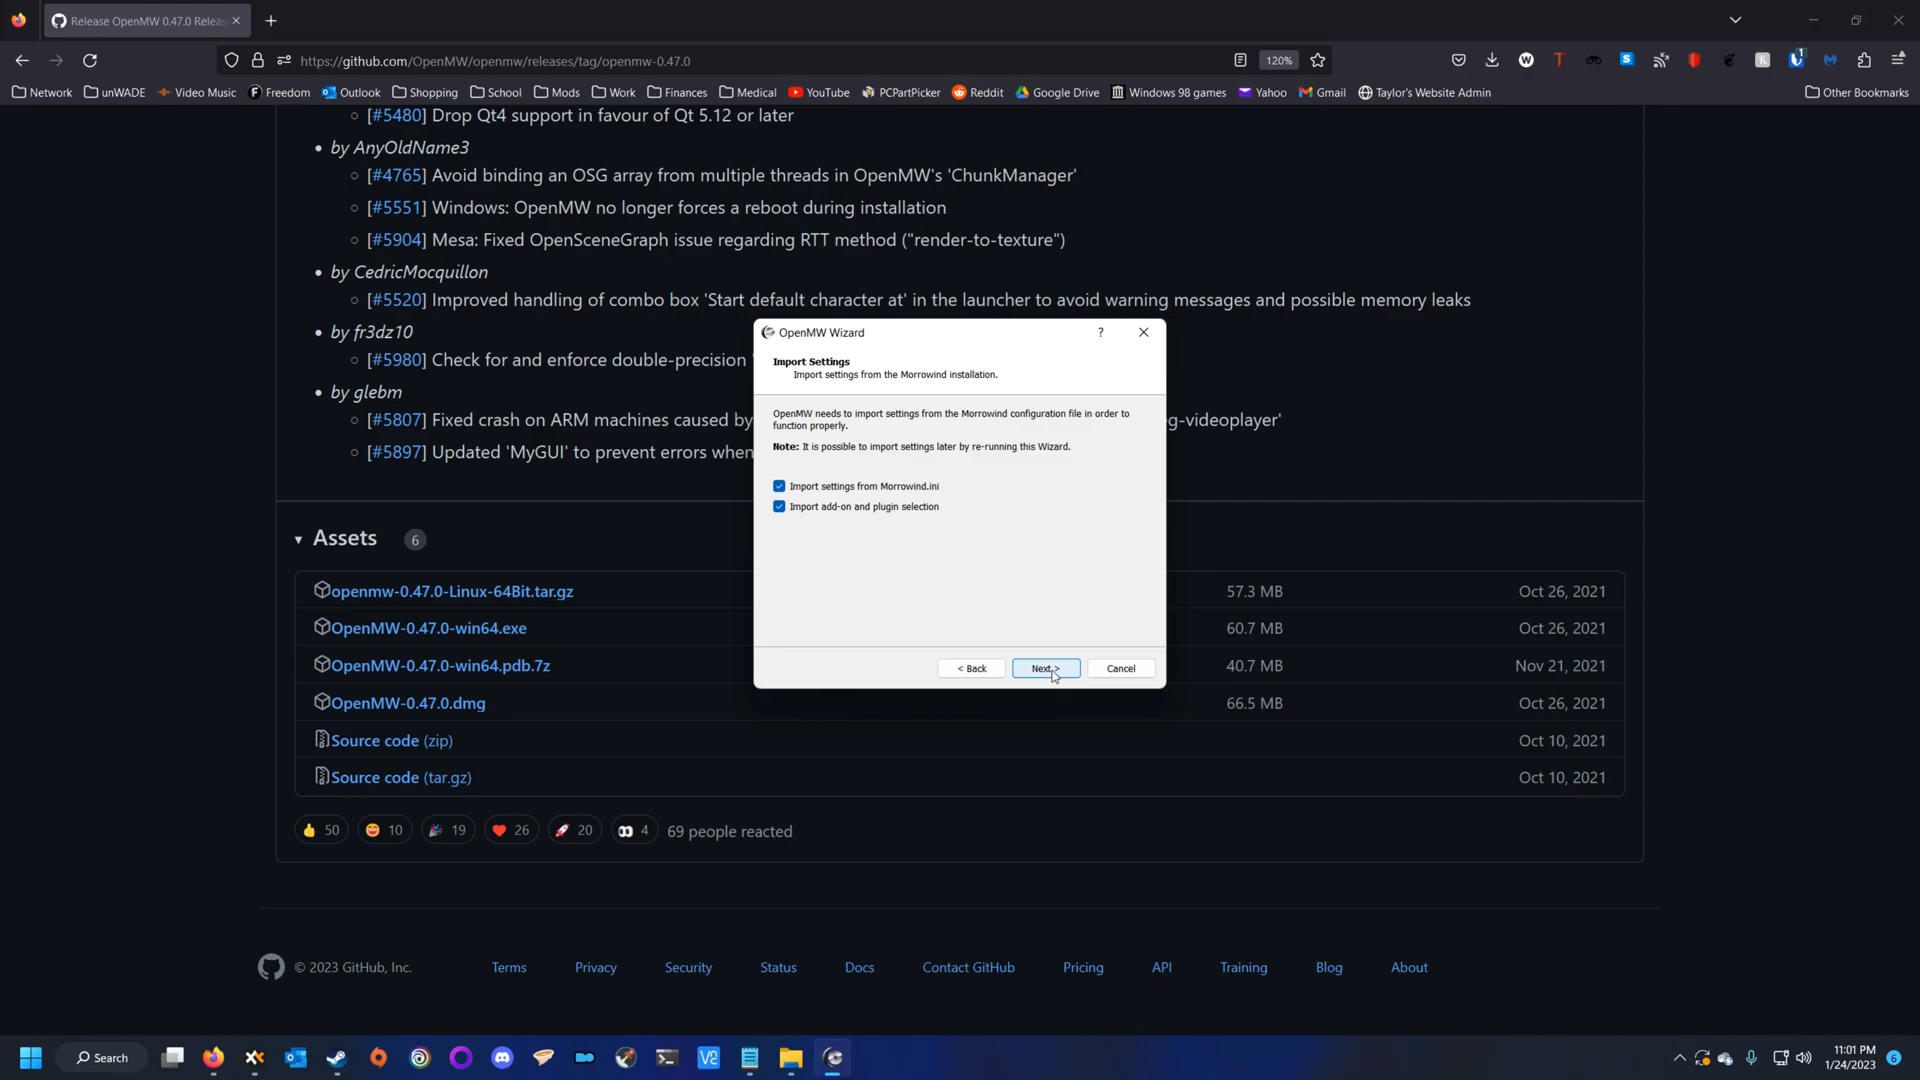 Release OpenMW 0.47.0 Releas
https://github.com/OpenMW/openmw/releases/tag/openmw-0.47.0
120%
1
Network unWADE Video Music Freedom Outlook Shopping School Mods Work Finances Medical YouTube PCPartPicker Reddit Google Drive Windows 98 games Yahoo Gmail Taylor's Website Admin Other Bookmarks
[#5480] Drop Qt4 support in favour of Qt 5.12 or later
by AnyOldName3
[#4765] Avoid binding an OSG array from multiple threads in OpenMW's 'ChunkManager'
[#5551] Windows: OpenMW no longer forces a reboot during installation
[#5904] Mesa: Fixed OpenSceneGraph issue regarding RTT method ("render-to-texture")
by CedricMocquillon
[#5520] Improved handling of combo box 'Start default character at' in the launcher to avoid warning messages and possible memory leaks
by fr3dz10
[#5980] Check for and enforce double-precision
by glebm
[#5807] Fixed crash on ARM machines caused by g-videoplayer'
[#5897] Updated 'MyGUI' to prevent errors when
OpenMW Wizard
?
Import Settings
Import settings from the Morrowind installation.
OpenMW needs to import settings from the Morrowind configuration file in order to
function properly.
Note: It is possible to import settings later by re-running this Wizard.
Import settings from Morrowind.ini
Import add-on and plugin selection
< Back Next > Cancel
Assets 6
openmw-0.47.0-Linux-64Bit.tar.gz 57.3 MB Oct 26, 2021
OpenMW-0.47.0-win64.exe 60.7 MB Oct 26, 2021
OpenMW-0.47.0-win64.pdb.7z 40.7 MB Nov 21, 2021
OpenMW-0.47.0.dmg 66.5 MB Oct 26, 2021
Source code (zip) Oct 10, 2021
Source code (tar.gz) Oct 10, 2021
50 10 19 26 20 4 69 people reacted
© 2023 GitHub, Inc. Terms Privacy Security Status Docs Contact GitHub Pricing API Training Blog About
Search
11:01 PM
1/24/2023
6